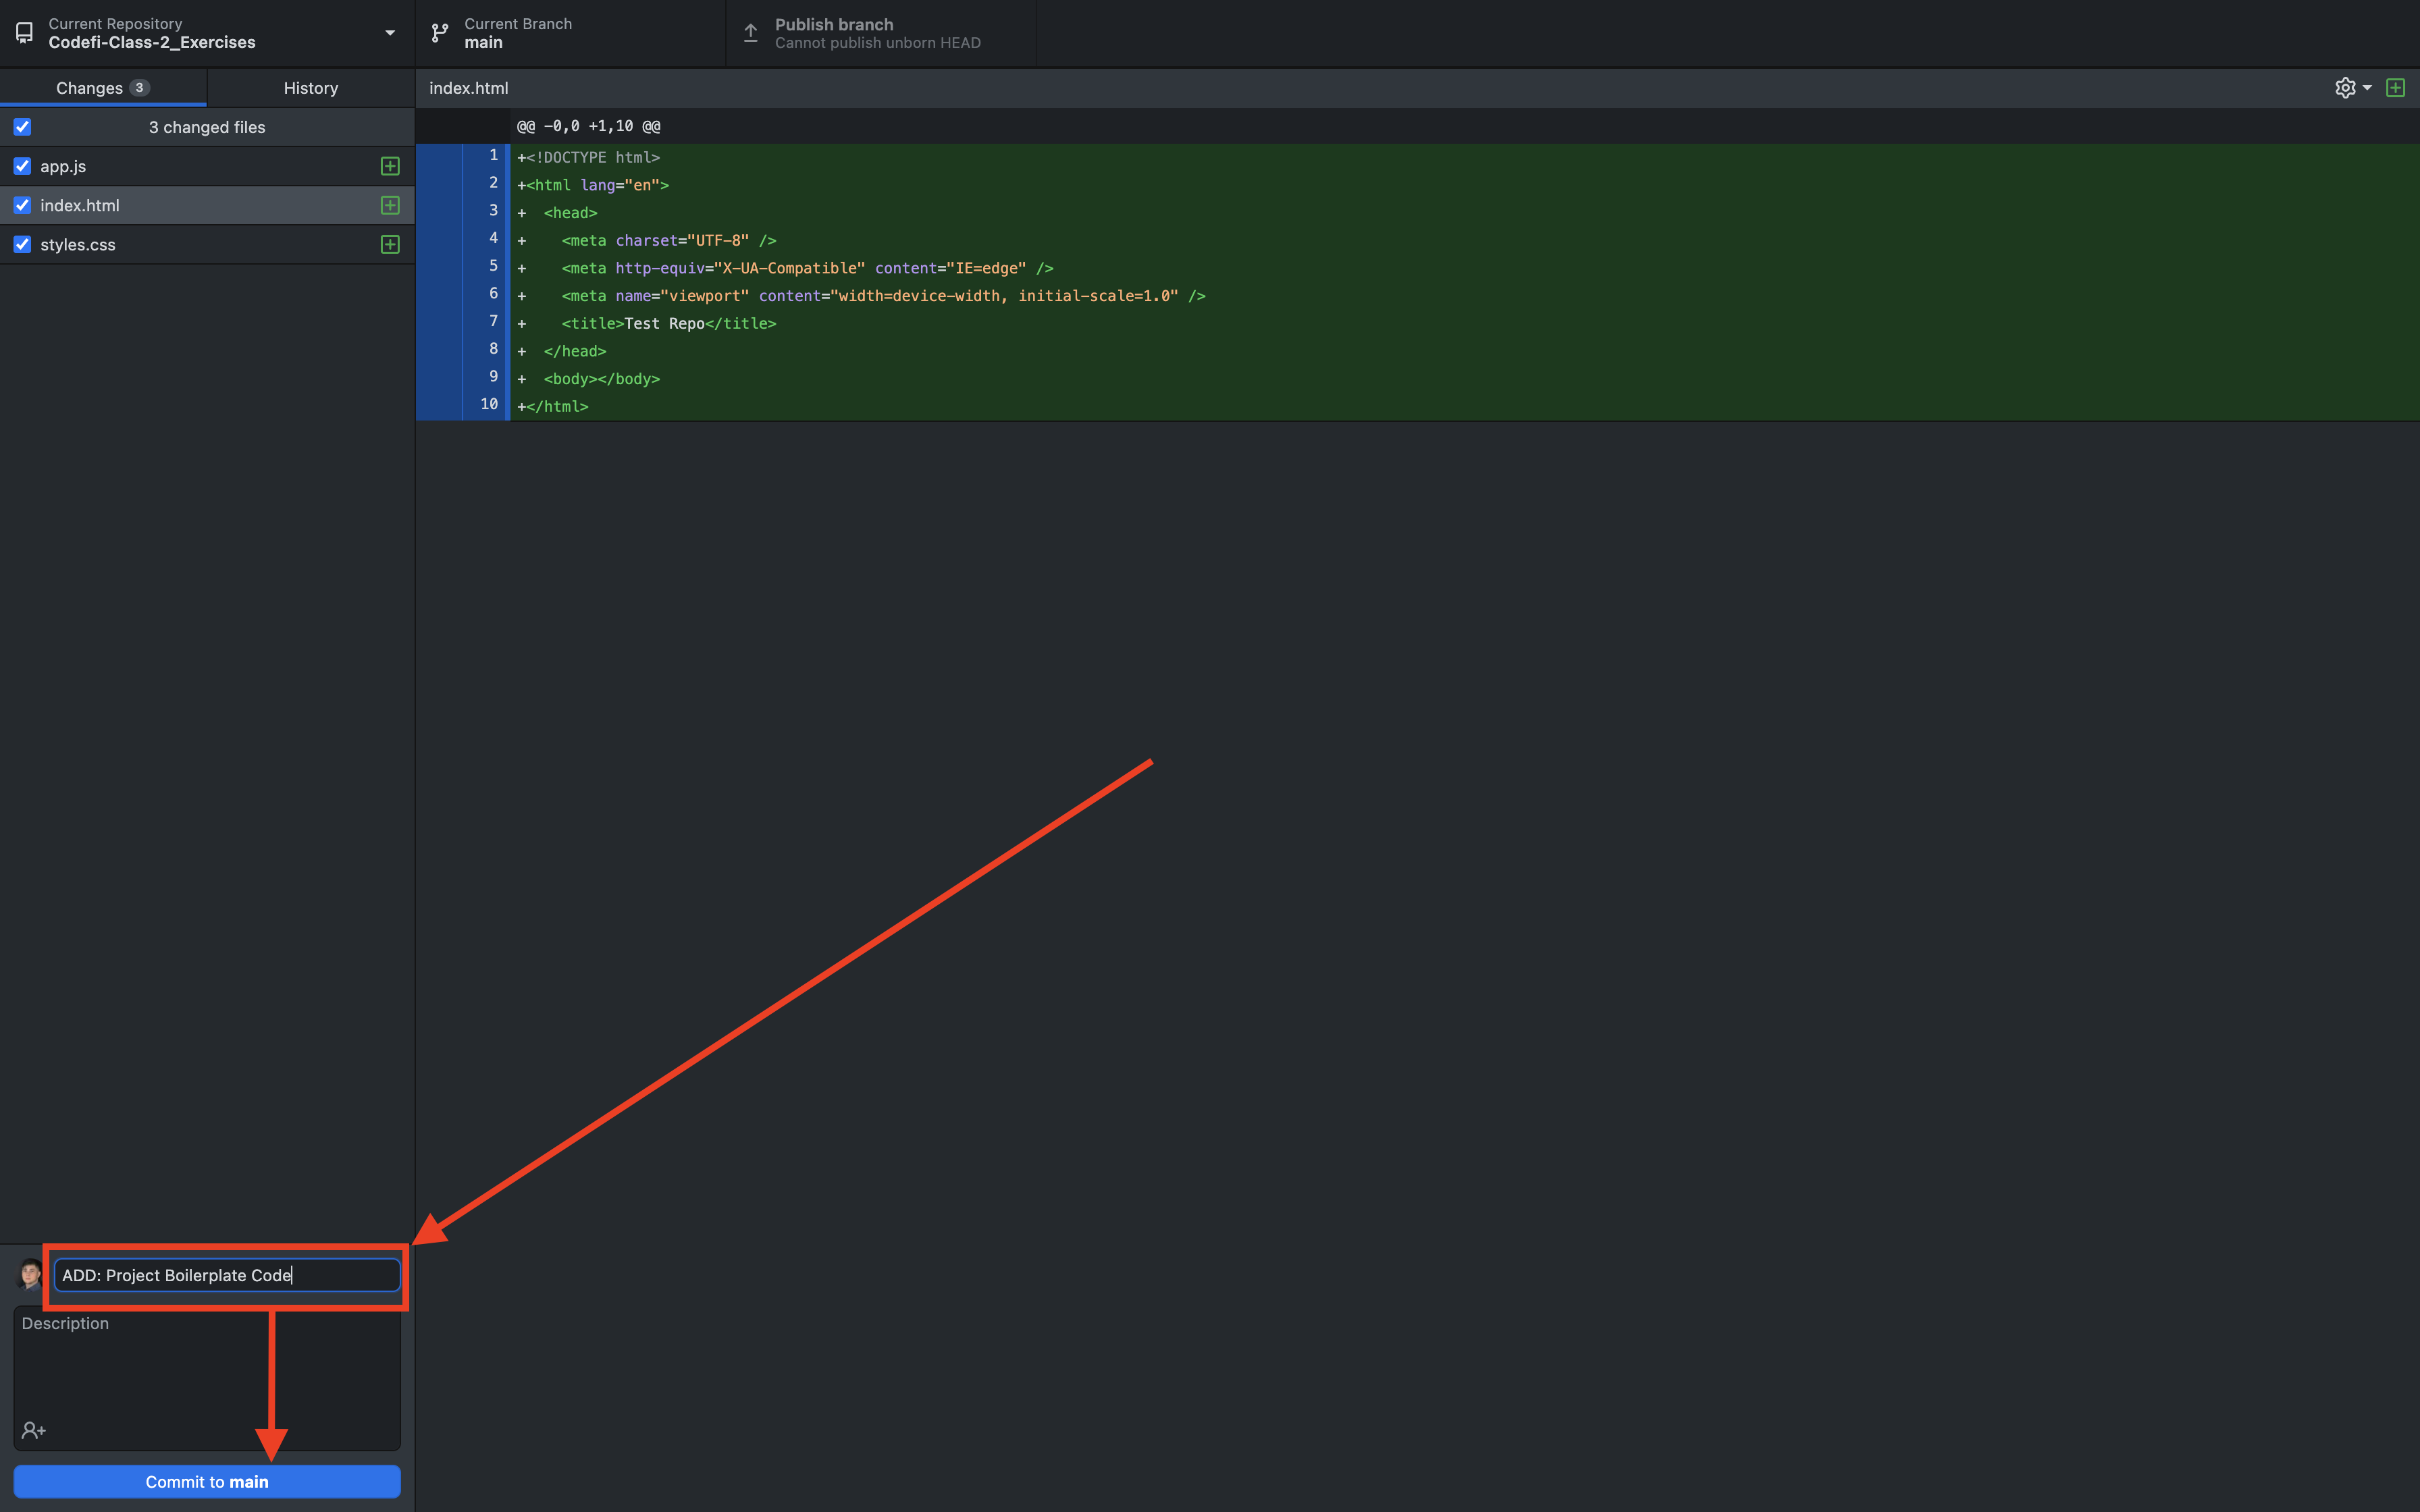 Current Repository
Codefi-Class-2_Exercises
Current Branch
main
Publish branch
Cannot publish unborn HEAD
Changes 3
History
3 changed files
app.js
index.html
styles.css
index.html
@@ -0,0 +1,10 @@
1 +<!DOCTYPE html>
2 +<html lang="en">
3 +  <head>
4 +    <meta charset="UTF-8" />
5 +    <meta http-equiv="X-UA-Compatible" content="IE=edge" />
6 +    <meta name="viewport" content="width=device-width, initial-scale=1.0" />
7 +    <title>Test Repo</title>
8 +  </head>
9 +  <body></body>
10 +</html>
ADD: Project Boilerplate Code
Description
Commit to main